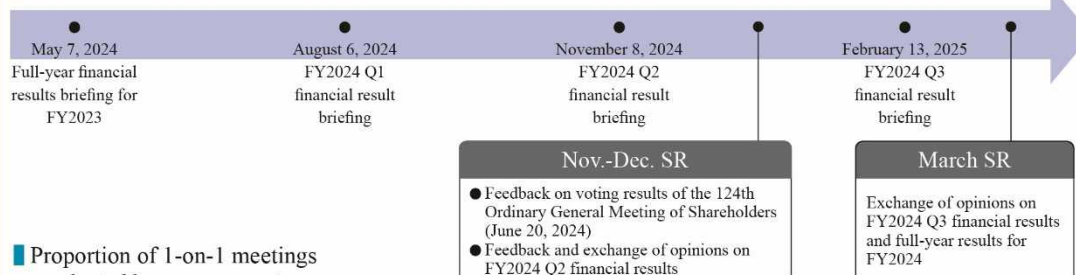 May 7, 2024
Full-year financial
results briefing for
FY2023
August 6, 2024
FY2024 Q1
financial result
briefing
November 8, 2024
FY2024 Q2
financial result
briefing
February 13, 2025
FY2024 Q3
financial result
briefing
Nov.-Dec. SR
● Feedback on voting results of the 124th
Ordinary General Meeting of Shareholders
(June 20, 2024)
● Feedback and exchange of opinions on
FY2024 Q2 financial results
March SR
Exchange of opinions on
FY2024 Q3 financial results
and full-year results for
FY2024
Proportion of 1-on-1 meetings